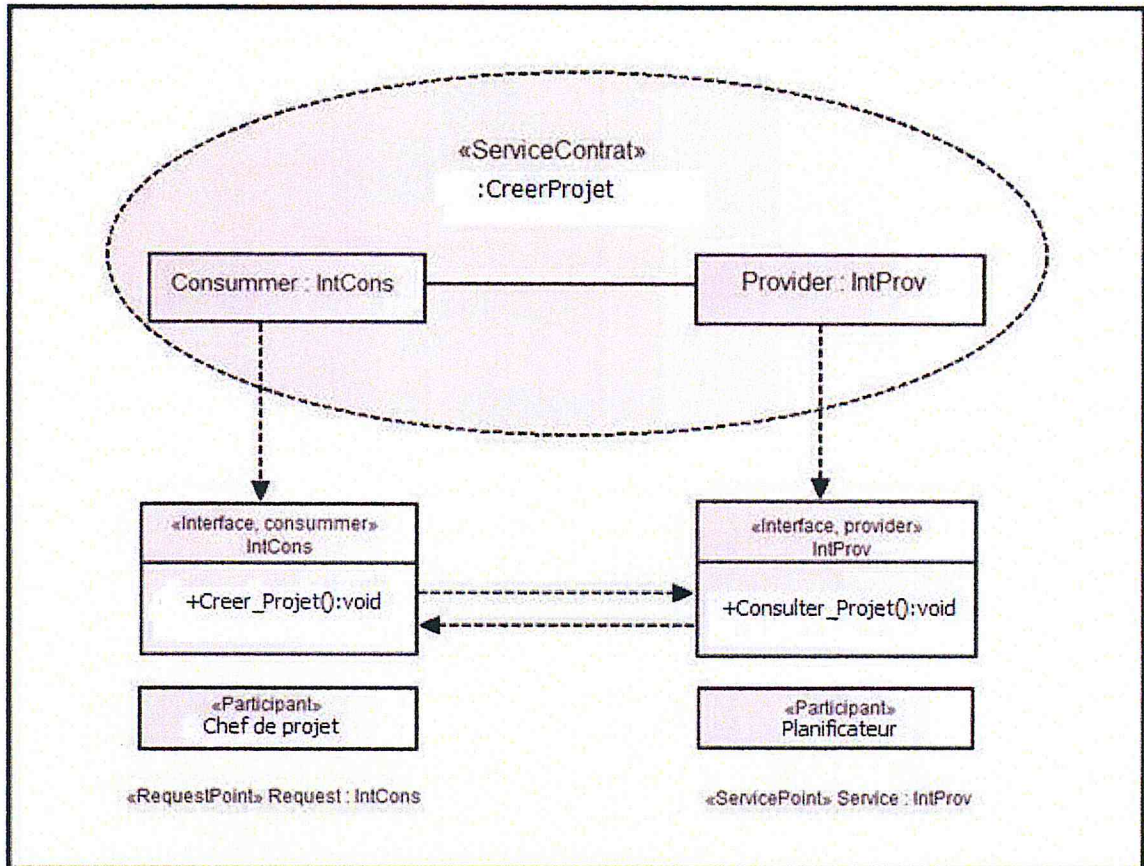 «ServiceContrat»
:CreerProjet
Consummer : IntCons
Provider : IntProv
«Interface, consummer»
IntCons
+Creer_Projet():void
«Interface, provider»
IntProv
+Consulter_Projet():void
«Participant»
Chef de projet
«Participant»
Planificateur
«RequestPoint» Request : IntCons
«ServicePoint» Service : IntProv